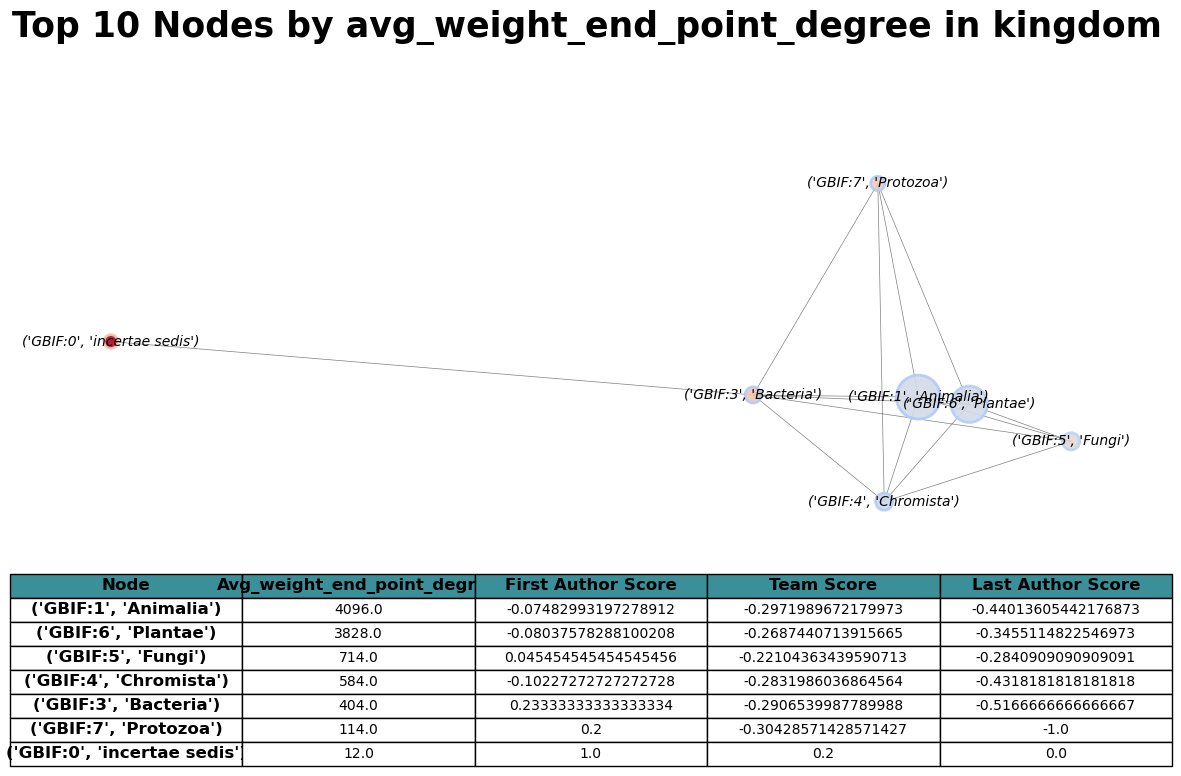 Top 10 Nodes by avg_weight_end_point_degree in kingdom
('GBIF:7', 'Protozoa')
('GBIF:0', 'incertae sedis')
('GBIF:3', 'Bacteria')
('GBIF:1', 'Animalia')
('GBIF:6', 'Plantae')
('GBIF:5', 'Fungi')
('GBIF:4', 'Chromista')
Node Avg_weight_end_point_degr First Author Score Team Score Last Author Score
('GBIF:1', 'Animalia') 4096.0 -0.07482993197278912 -0.2971989672179973 -0.44013605442176873
('GBIF:6', 'Plantae') 3828.0 -0.08037578288100208 -0.2687440713915665 -0.3455114822546973
('GBIF:5', 'Fungi') 714.0 0.045454545454545456 -0.22104363439590713 -0.2840909090909091
('GBIF:4', 'Chromista') 584.0 -0.10227272727272728 -0.2831986036864564 -0.4318181818181818
('GBIF:3', 'Bacteria') 404.0 0.23333333333333334 -0.2906539987789988 -0.5166666666666667
('GBIF:7', 'Protozoa') 114.0 0.2 -0.30428571428571427 -1.0
('GBIF:0', 'incertae sedis') 12.0 1.0 0.2 0.0